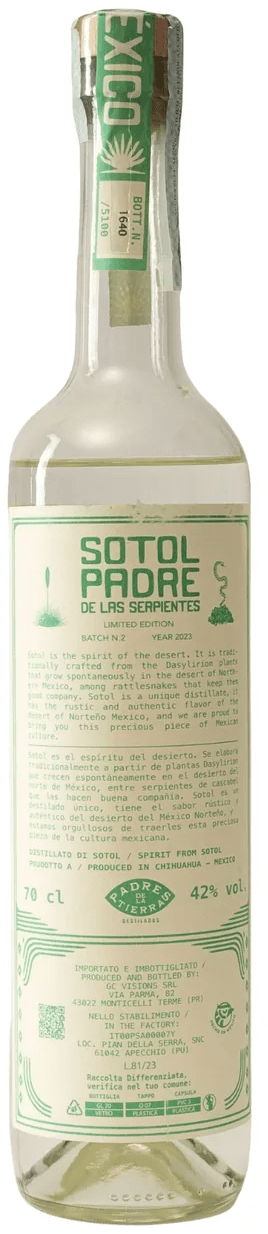 ÉXICO
BOTT.N.
1640
/5100
SOTOL
PADRE
DE LAS SERPIENTES
LIMITED EDITION
BATCH N.2 YEAR 2023
Sotol is the spirit of the desert. It is tradi-
tionally crafted from the Dasylirion plants
that grow spontaneously in the desert of North-
ern Mexico, among rattlesnakes that keep them
good company. Sotol is a unique distillate, it
has the rustic and authentic flavor of the
desert of Norteño Mexico, and we are proud to
bring you this precious piece of Mexican
culture.
Sotol es el espíritu del desierto. Se elabora
tradicionalmente a partir de plantas Dasylirion
que crecen espontáneamente en el desierto del
norte de México, entre serpientes de cascabel
que las hacen buena compañía. Sotol es un
destilado único, tiene el sabor rústico y
auténtico del desierto del México Norteño, y
estamos orgullosos de traerles esta preciosa
pieza de la cultura mexicana.
DISTILLATO DI SOTOL / SPIRIT FROM SOTOL
PRODOTTO A / PRODUCED IN CHIHUAHUA – MEXICO
70 cl
PADRES
DE LA
TIERRA
DESTILADOS
42% vol.
IMPORTATO E IMBOTTIGLIATO /
PRODUCED AND BOTTLED BY:
GC VISIONS SRL
VIA PARMA, 82
43022 MONTICELLI TERME (PR)
NELLO STABILIMENTO /
IN THE FACTORY:
IT00PSA00007Y
LOC. PIAN DELLA SERRA, SNC
61042 APECCHIO (PU)
L.81/23
Raccolta Differenziata,
verifica nel tuo comune:
BOTTIGLIA TAPPO CAPSULA
GL 70 O 07 PVC 3
VETRO PLASTICA PLASTICA